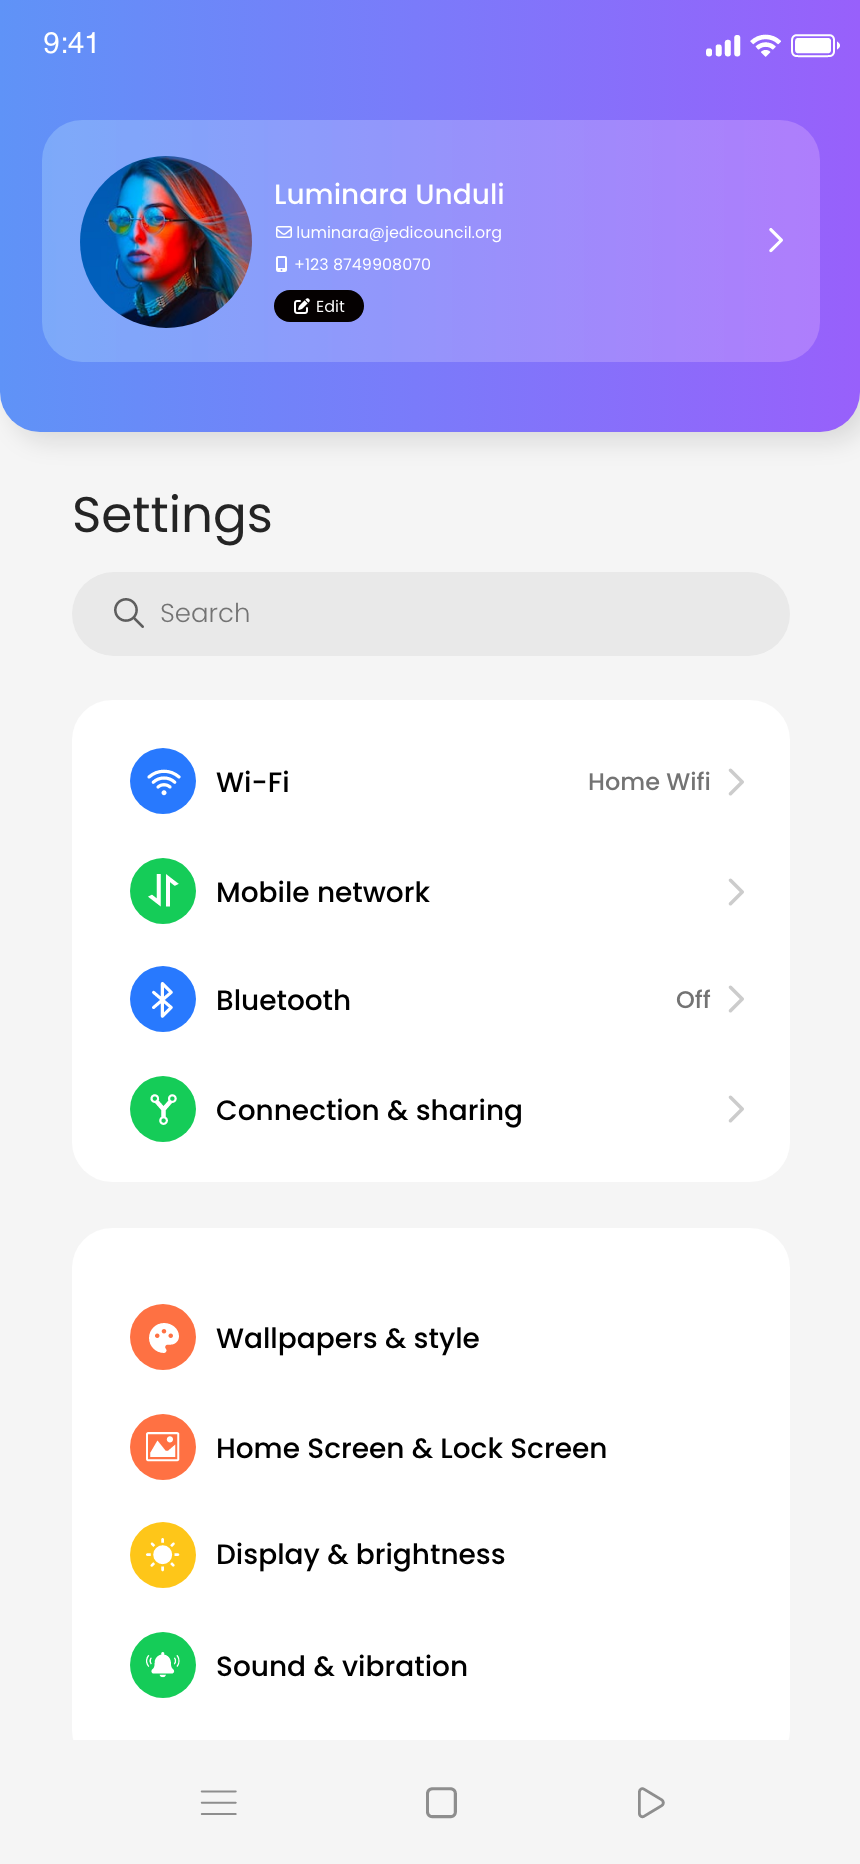 9:41
Luminara Unduli
luminara@jedicouncil.org
+123 8749908070
Edit
Settings
Search
Wi-Fi Home Wifi
Mobile network
Bluetooth Off
Connection & sharing
Wallpapers & style
Home Screen & Lock Screen
Display & brightness
Sound & vibration